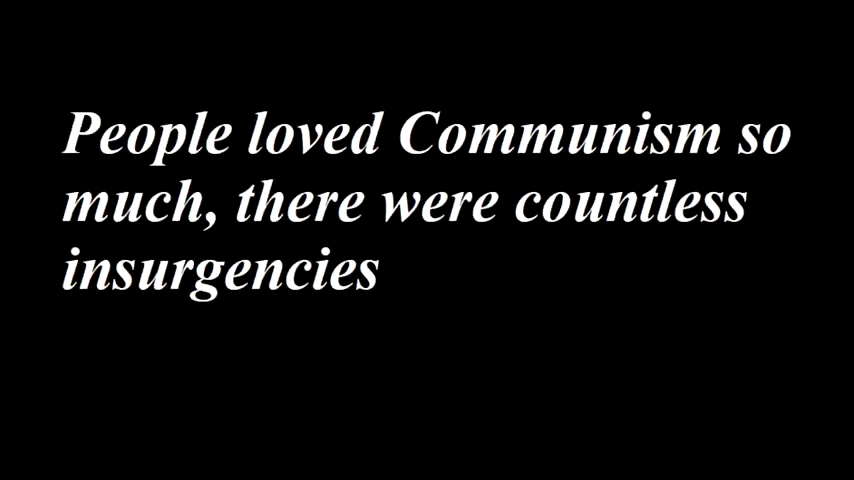 People loved Communism so
much, there were countless
insurgencies